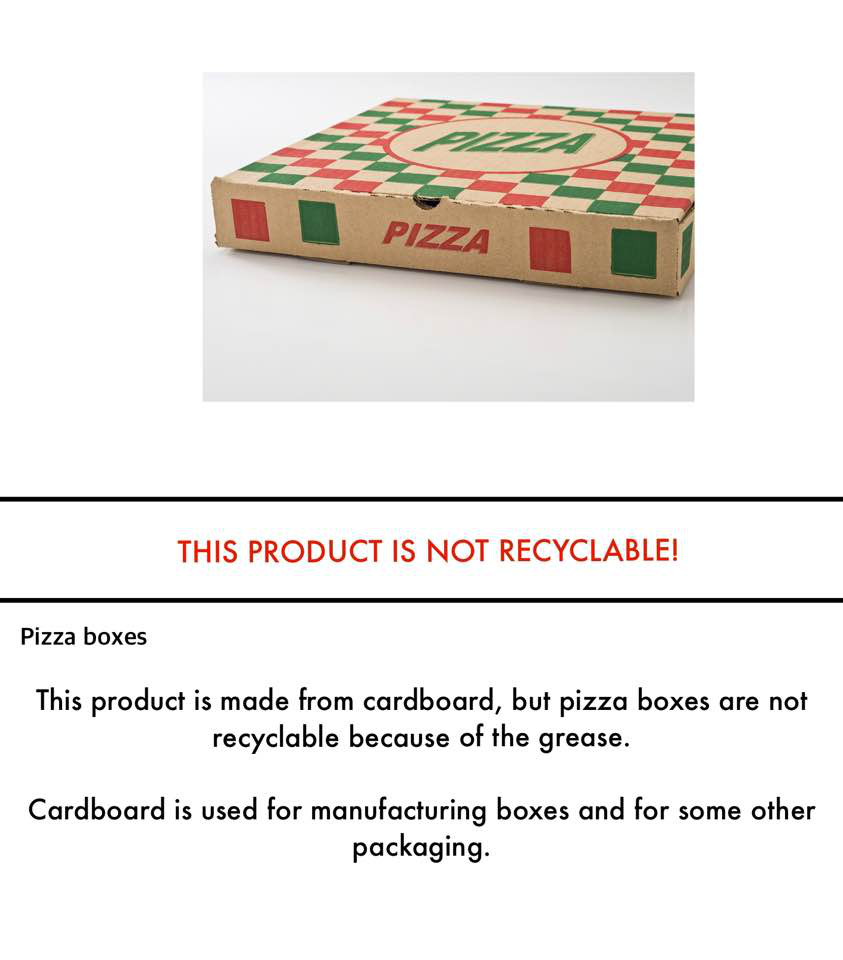 PIZZA
PIZZA
THIS PRODUCT IS NOT RECYCLABLE!
Pizza boxes
This product is made from cardboard, but pizza boxes are not
recyclable because of the grease.
Cardboard is used for manufacturing boxes and for some other
packaging.